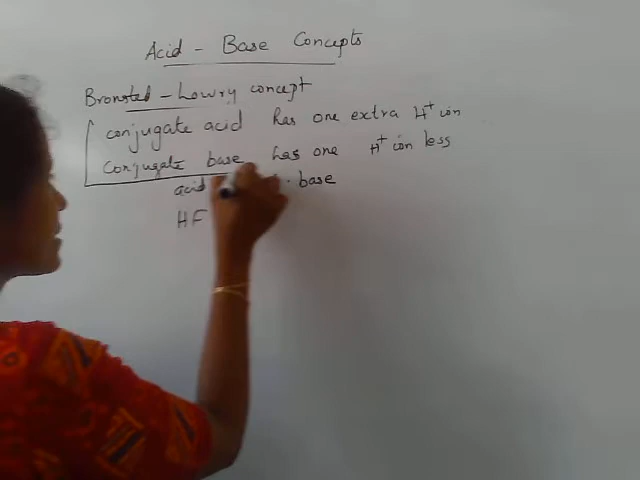 Acid - Base Concepts
Bronsted - Lowry concept
conjugate acid has one extra H⁺ ion
conjugate base has one H⁺ ion less
acid base
HF